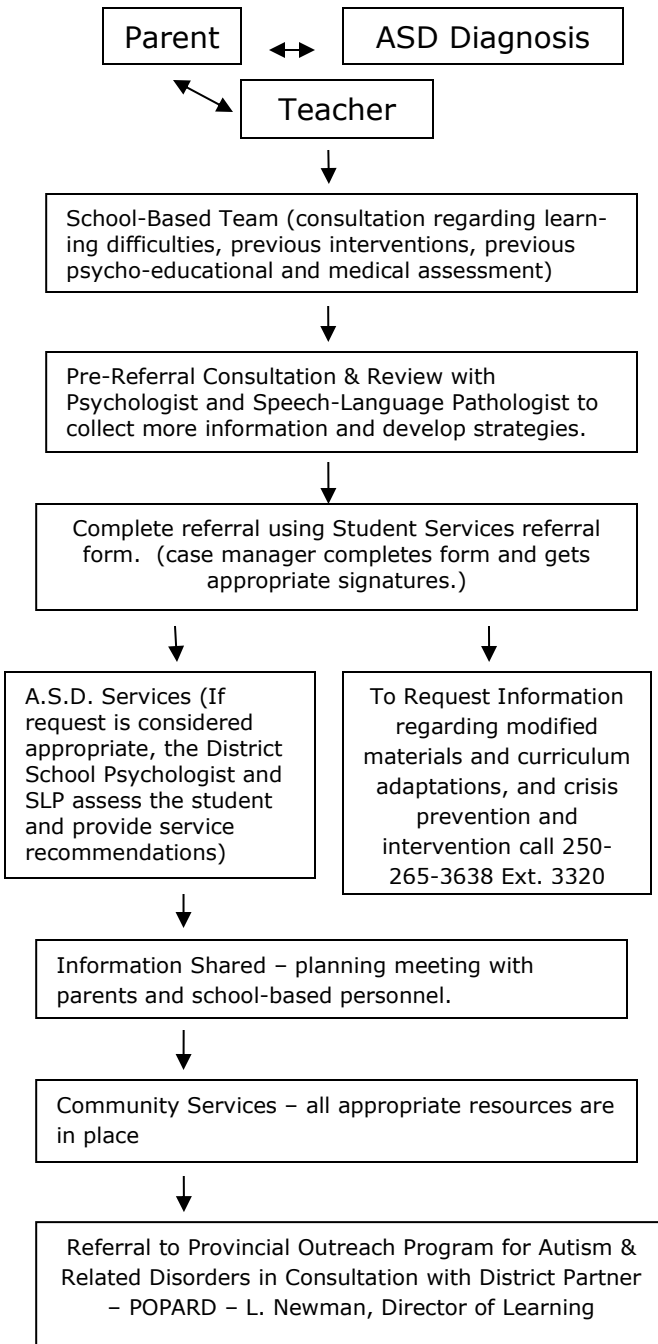 Parent
ASD Diagnosis
Teacher
School-Based Team (consultation regarding learn-
ing difficulties, previous interventions, previous
psycho-educational and medical assessment)
Pre-Referral Consultation & Review with
Psychologist and Speech-Language Pathologist to
collect more information and develop strategies.
Complete referral using Student Services referral
form.  (case manager completes form and gets
appropriate signatures.)
A.S.D. Services (If
request is considered
appropriate, the District
School Psychologist and
SLP assess the student
and provide service
recommendations)
To Request Information
regarding modified
materials and curriculum
adaptations, and crisis
prevention and
intervention call 250-
265-3638 Ext. 3320
Information Shared – planning meeting with
parents and school-based personnel.
Community Services – all appropriate resources are
in place
Referral to Provincial Outreach Program for Autism &
Related Disorders in Consultation with District Partner
– POPARD – L. Newman, Director of Learning